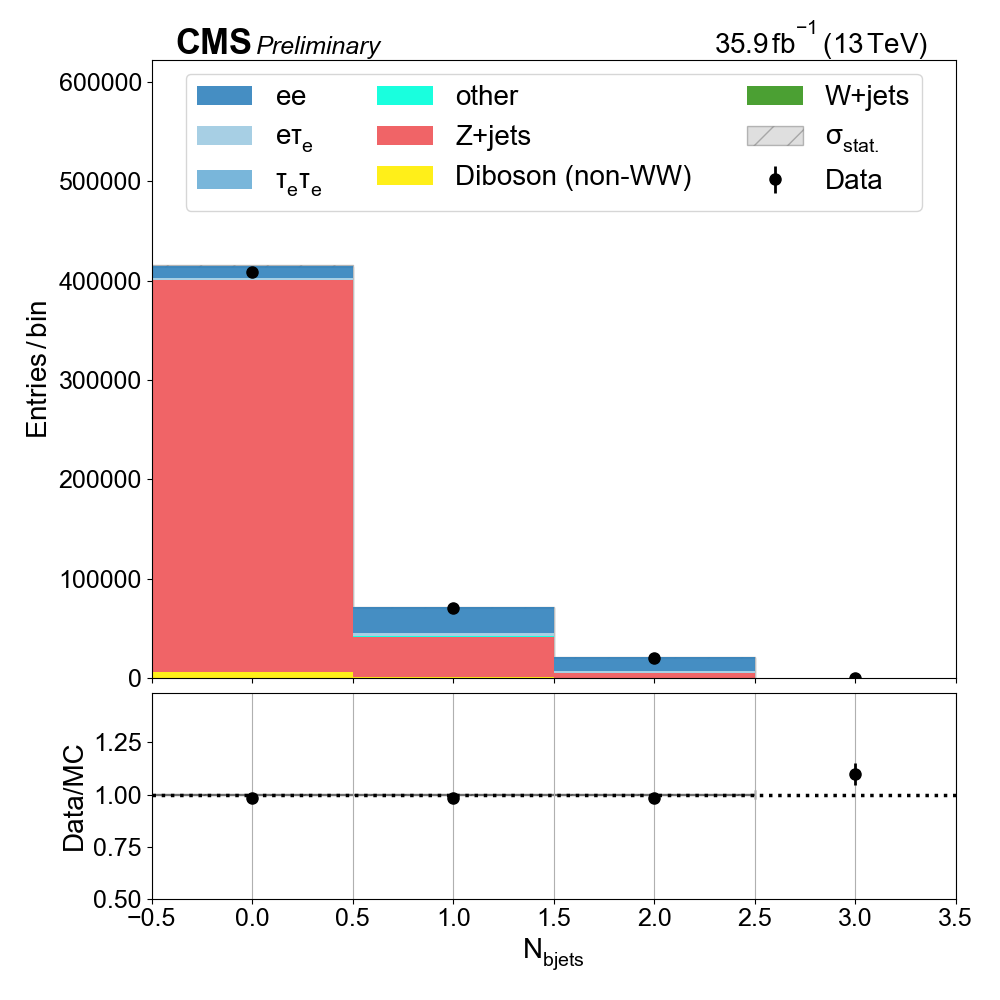 CMS Preliminary 35.9 fb⁻¹ (13 TeV)
600000
500000
400000
300000
200000
100000
0
Entries / bin
ee
eτₑ
τₑτₑ
other
Z+jets
Diboson (non-WW)
W+jets
σstat.
Data
1.25
1.00
0.75
0.50
Data/MC
−0.5 0.0 0.5 1.0 1.5 2.0 2.5 3.0 3.5
Nbjets